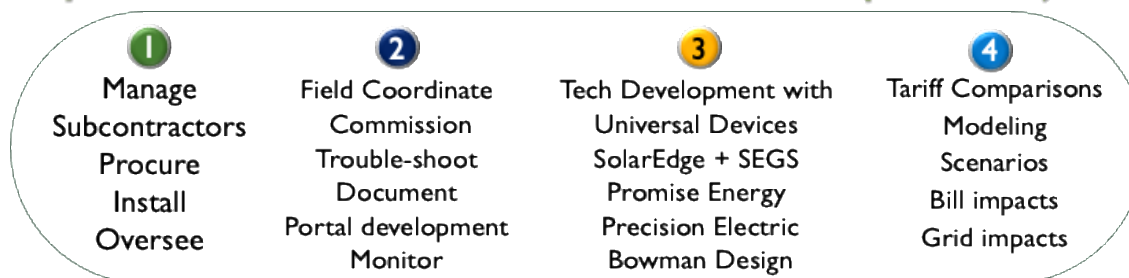 1
Manage
Subcontractors
Procure
Install
Oversee
2
Field Coordinate
Commission
Trouble-shoot
Document
Portal development
Monitor
3
Tech Development with
Universal Devices
SolarEdge + SEGS
Promise Energy
Precision Electric
Bowman Design
4
Tariff Comparisons
Modeling
Scenarios
Bill impacts
Grid impacts